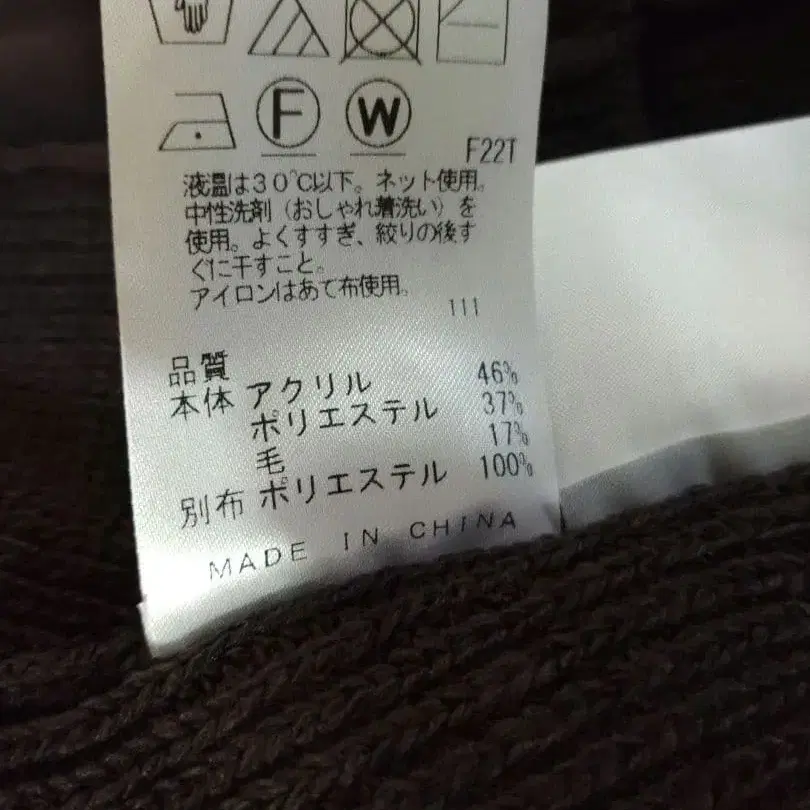 F W
F22T
液温は30℃以下。ネット使用。
中性洗剤（おしゃれ着洗い）を
使用。よくすすぎ、絞りの後す
ぐに干すこと。
アイロンはあて布使用。
111
品質
本体 アクリル 46%
ポリエステル 37%
毛 17%
別布 ポリエステル 100%
MADE IN CHINA